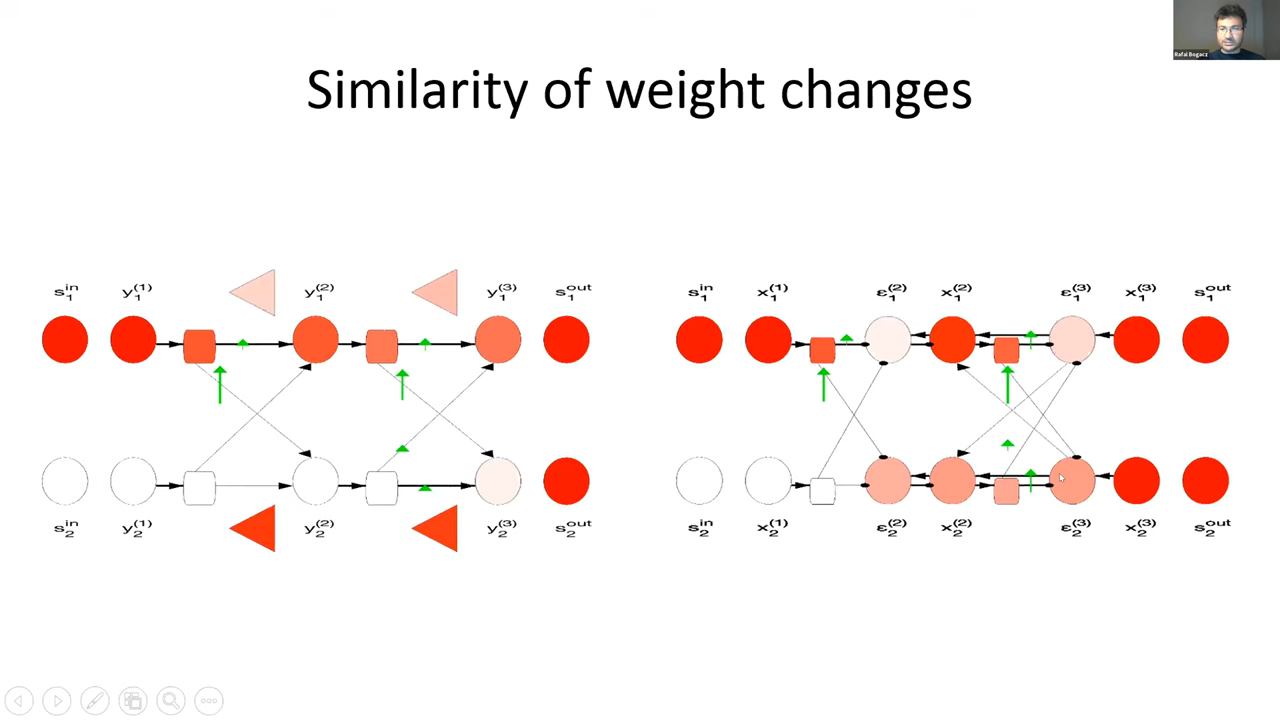 Rafal Bogacz
Similarity of weight changes
s₁ⁱⁿ y₁⁽¹⁾ y₁⁽²⁾ y₁⁽³⁾ s₁ᵒᵘᵗ s₁ⁱⁿ x₁⁽¹⁾ ε₁⁽²⁾ x₁⁽²⁾ ε₁⁽³⁾ x₁⁽³⁾ s₁ᵒᵘᵗ
s₂ⁱⁿ y₂⁽¹⁾ y₂⁽²⁾ y₂⁽³⁾ s₂ᵒᵘᵗ s₂ⁱⁿ x₂⁽¹⁾ ε₂⁽²⁾ x₂⁽²⁾ ε₂⁽³⁾ x₂⁽³⁾ s₂ᵒᵘᵗ